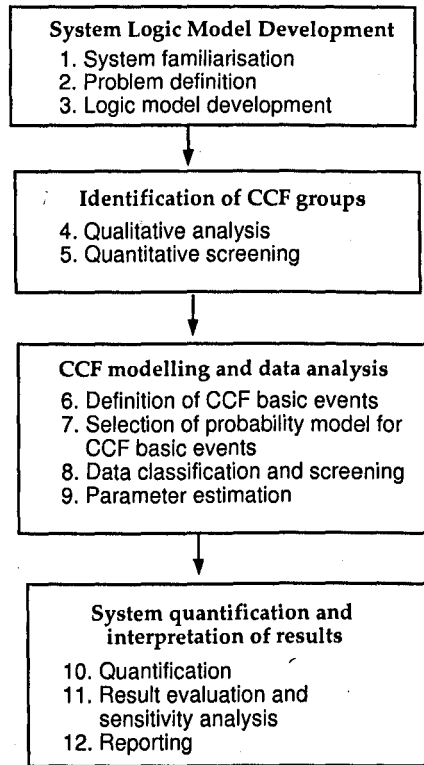 System Logic Model Development
1. System familiarisation
2. Problem definition
3. Logic model development
Identification of CCF groups
4. Qualitative analysis
5. Quantitative screening
CCF modelling and data analysis
6. Definition of CCF basic events
7. Selection of probability model for
CCF basic events
8. Data classification and screening
9. Parameter estimation
System quantification and
interpretation of results
10. Quantification
11. Result evaluation and
sensitivity analysis
12. Reporting